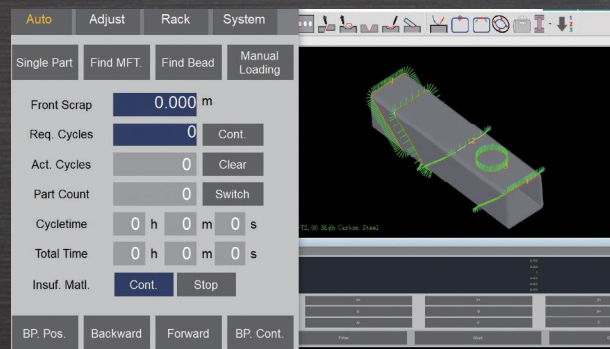 Auto Adjust Rack System
Single Part Find MFT. Find Bead Manual Loading
Front Scrap 0.000 m
Req. Cycles 0 Cont.
Act. Cycles 0 Clear
Part Count 0 Switch
Cycletime 0 h 0 m 0 s
Total Time 0 h 0 m 0 s
Insuf. Matl. Cont. Stop
BP. Pos. Backward Forward BP. Cont.
T2.00 High Carbon Steel